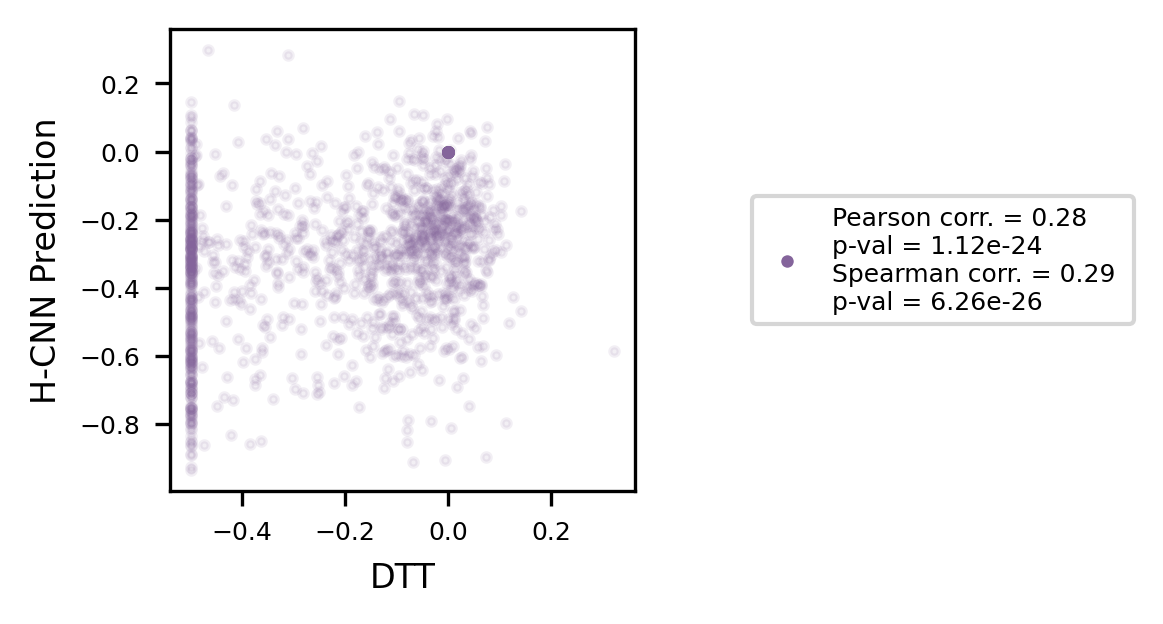 H-CNN Prediction
0.2
0.0
−0.2
−0.4
−0.6
−0.8
−0.4
−0.2
0.0
0.2
DTT
Pearson corr. = 0.28
p-val = 1.12e-24
Spearman corr. = 0.29
p-val = 6.26e-26